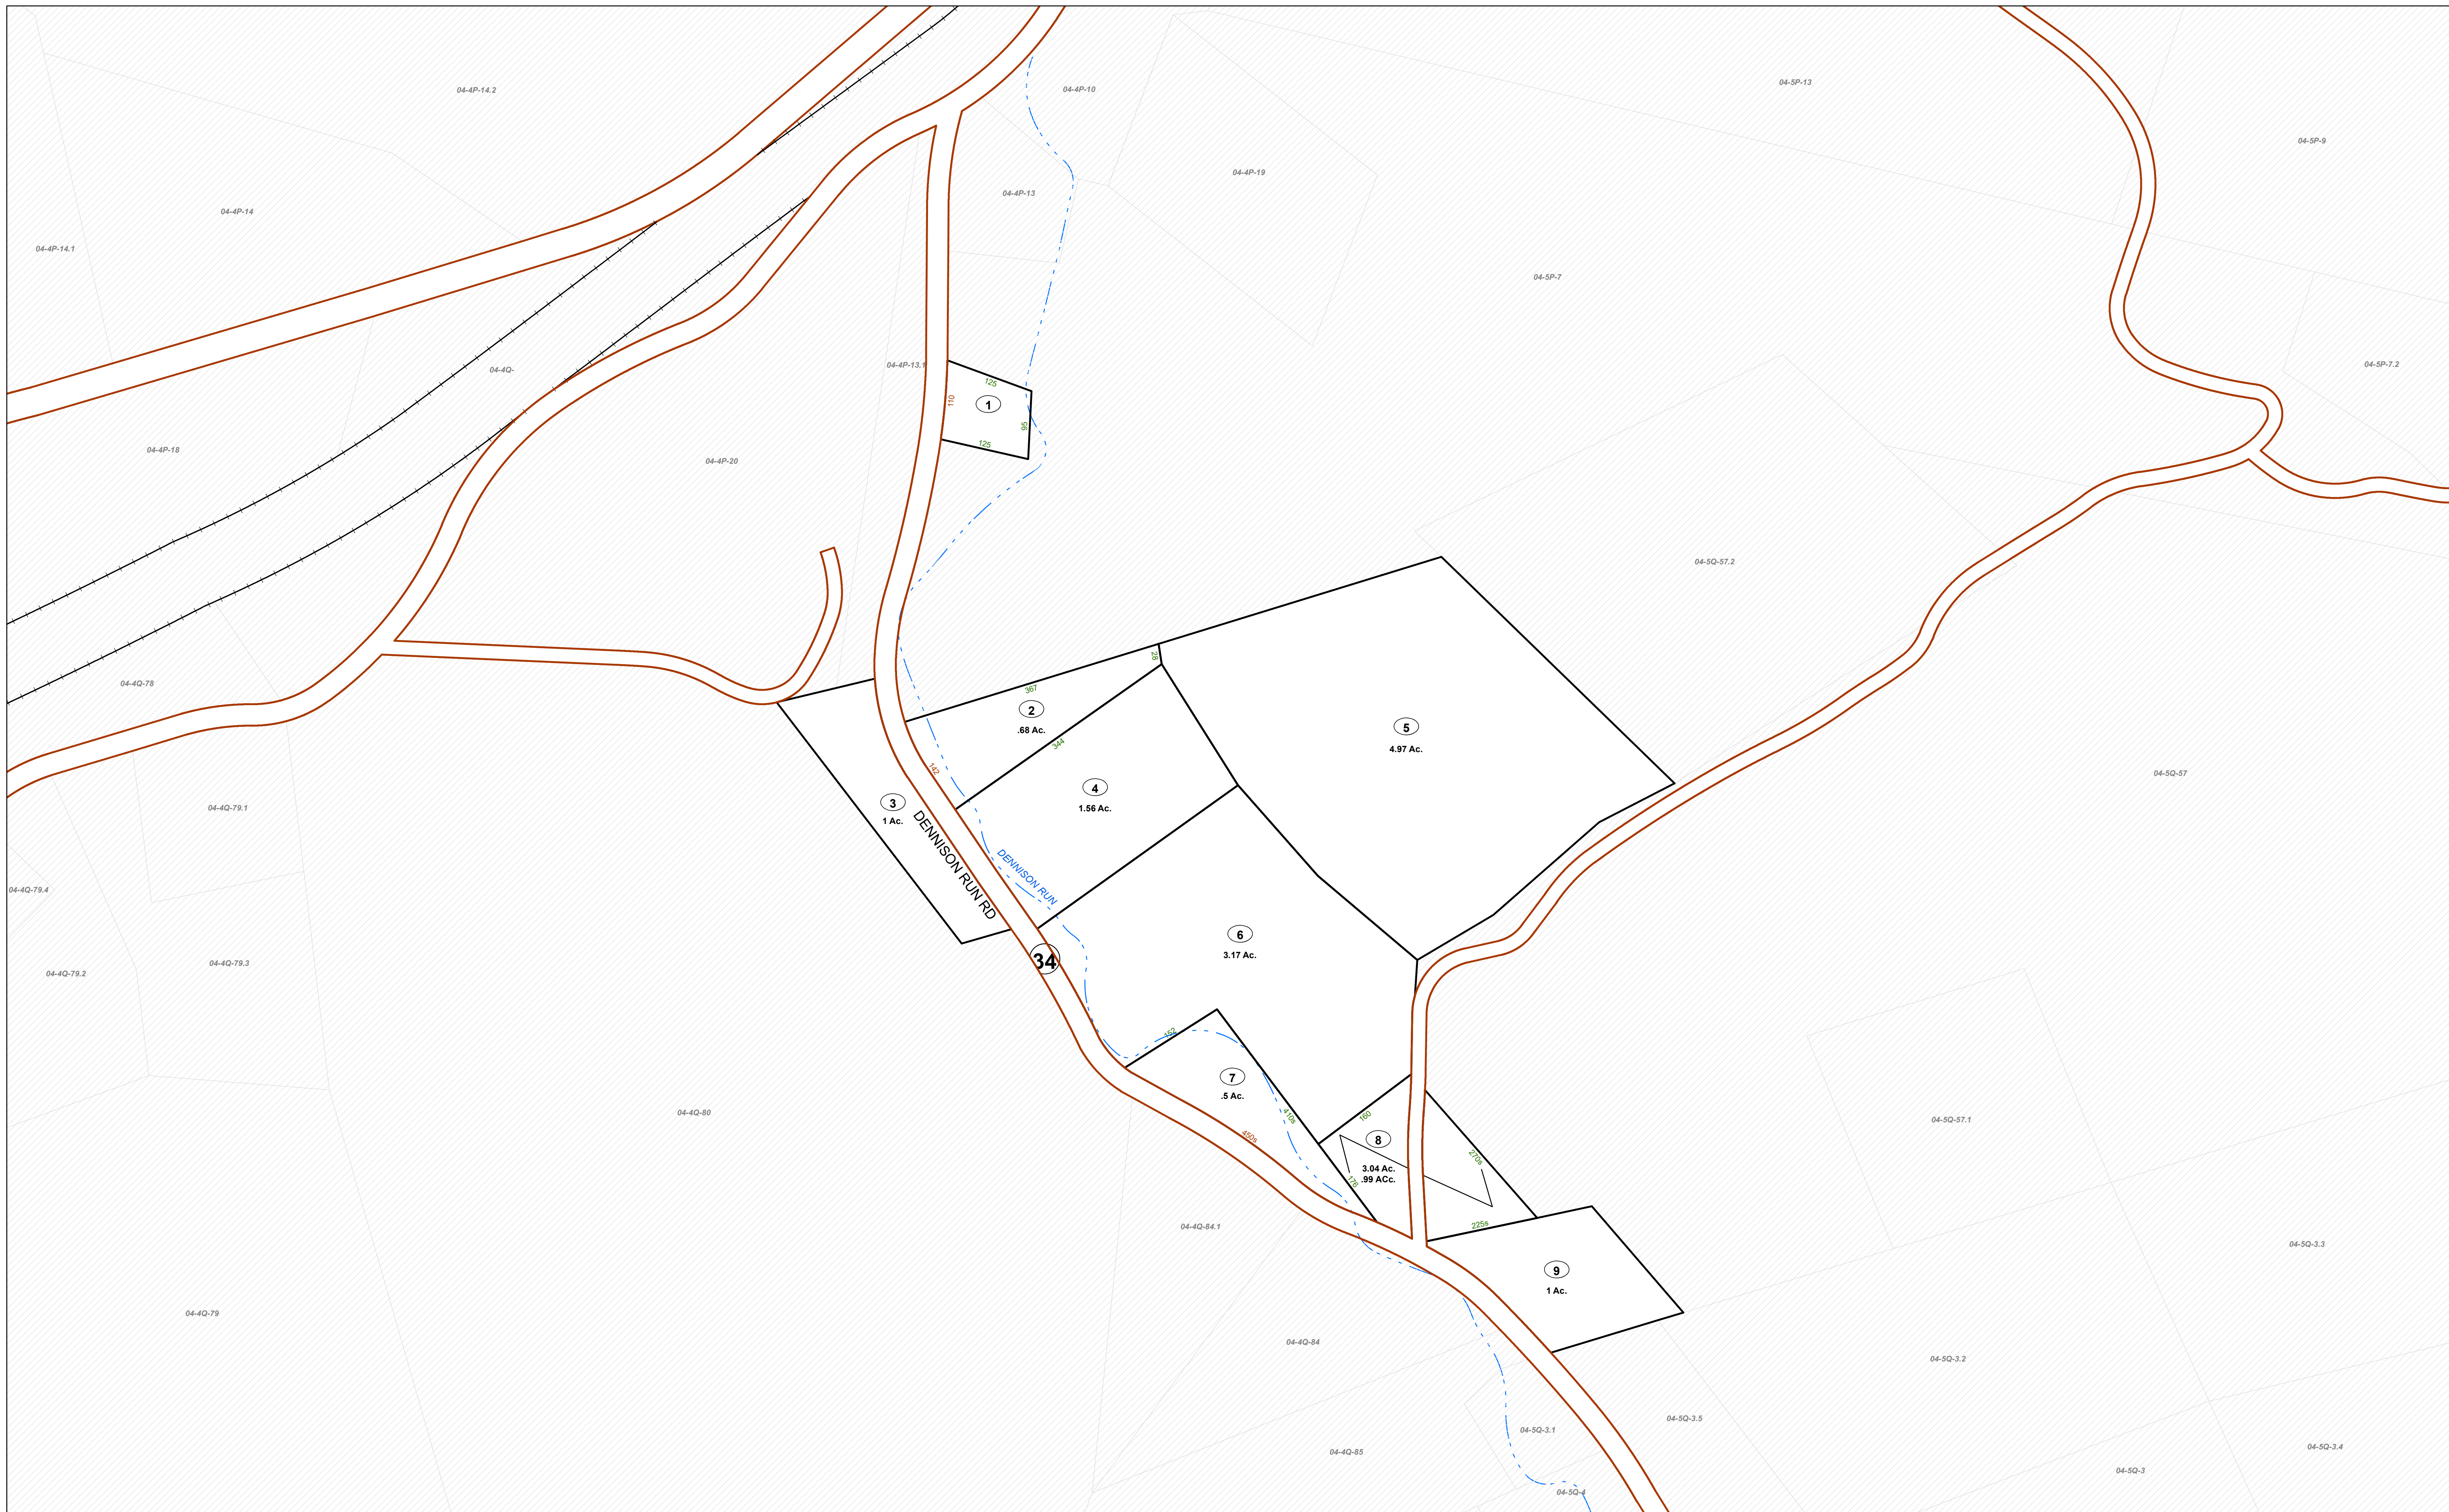 04-4P-14.2
04-4P-10
04-5P-13
04-5P-9
04-4P-19
04-4P-13
04-4P-14
04-4P-14.1
04-5P-7
04-4Q-
04-4P-13.1
04-5P-7.2
125
1
110
95
125
04-4P-18
04-4P-20
04-5Q-57.2
28
04-4Q-78
367
2
.68 Ac.
5
4.97 Ac.
344
142
04-5Q-57
4
1.56 Ac.
3
1 Ac.
04-4Q-79.1
DENNISON RUN RD
DENNISON RUN
04-4Q-79.4
6
3.17 Ac.
34
04-4Q-79.3
04-4Q-79.2
152
7
.5 Ac.
410s
160
04-4Q-80
04-5Q-57.1
450s
8
3.04 Ac.
.99 ACc.
270s
176
225s
04-4Q-84.1
04-5Q-3.3
9
1 Ac.
04-4Q-79
04-4Q-84
04-5Q-3.2
04-5Q-3.5
04-5Q-3.1
04-4Q-85
04-5Q-3.4
04-5Q-3
04-5Q-4